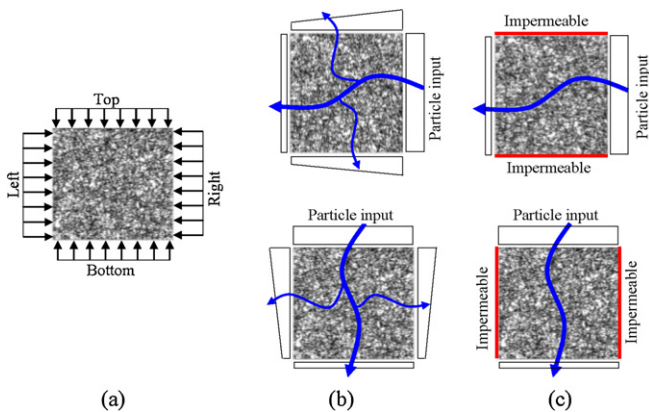 Top
Left
Right
Bottom
(a)
Particle input
Particle input
(b)
Impermeable
Particle input
Impermeable
Particle input
Impermeable
Impermeable
(c)